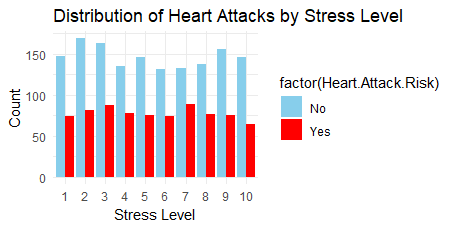 Distribution of Heart Attacks by Stress Level
150
100
50
0
Count
1 2 3 4 5 6 7 8 9 10
Stress Level
factor(Heart.Attack.Risk)
No
Yes